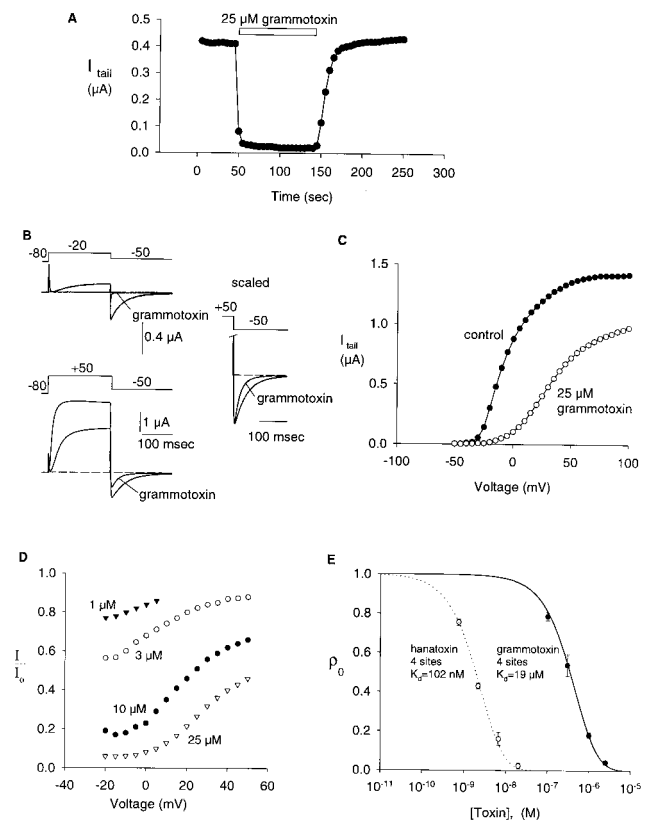 A
25 µM grammotoxin
0.5
0.4
0.3
0.2
0.1
0.0
I tail
(µA)
0 50 100 150 200 250 300
Time (sec)
B
-80 -20 -50
grammotoxin
0.4 µA
-80 +50 -50
1 µA
100 msec
grammotoxin
scaled
+50 -50
grammotoxin
100 msec
C
1.5
1.0
0.5
0.0
I tail
(µA)
control
25 µM
grammotoxin
-100 -50 0 50 100
Voltage (mV)
D
1.0
0.8
0.6
0.4
0.2
0.0
I
I o
1 µM
3 µM
10 µM
25 µM
-20 0 20 40 60
-40
Voltage (mV)
E
1.0
0.8
0.6
0.4
0.2
0.0
ρ0
hanatoxin
4 sites
Kd=102 nM
grammotoxin
4 sites
Kd=19 µM
10-11 10-10 10-9 10-8 10-7 10-6 10-5
[Toxin], (M)